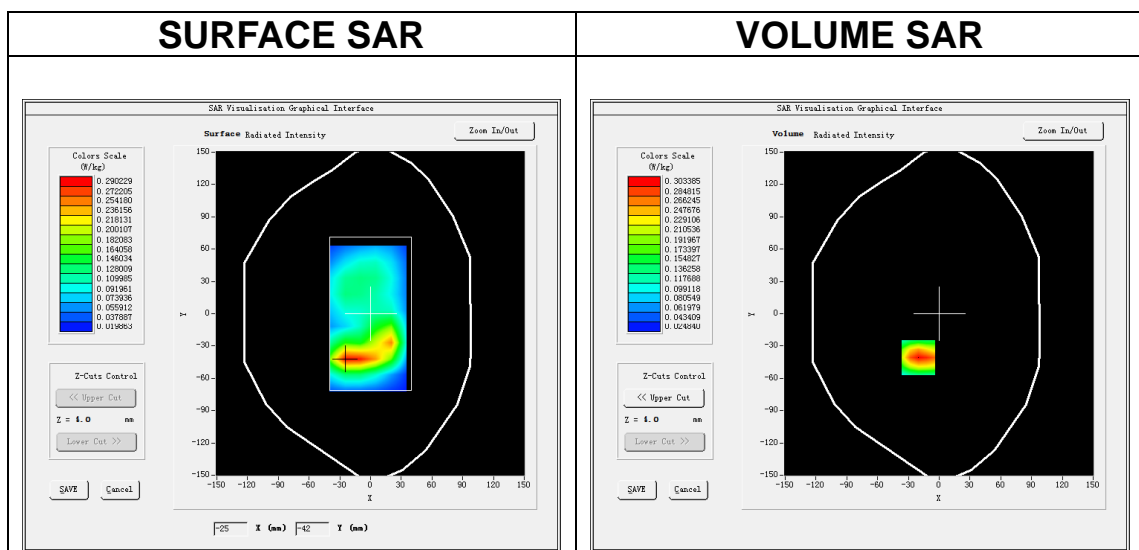 SURFACE SAR
SAR Visualisation Graphical Interface
Surface Radiated Intensity
Zoom In/Out
Colors Scale
(W/kg)
0.290229
0.272205
0.254180
0.236156
0.218131
0.200107
0.182083
0.164058
0.146034
0.128009
0.109985
0.091961
0.073936
0.055912
0.037887
0.019863
Z-Cuts Control
<< Upper Cut
Z = 4.0 mm
Lower Cut >>
SAVE Cancel
150
120
90
60
30
0
-30
-60
-90
-120
-150
Y
-150 -120 -90 -60 -30 0 30 60 90 120 150
X
-25 X (mm) -42 Y (mm)
VOLUME SAR
SAR Visualisation Graphical Interface
Volume Radiated Intensity
Zoom In/Out
Colors Scale
(W/kg)
0.303385
0.284815
0.266245
0.247676
0.229106
0.210536
0.191967
0.173397
0.154827
0.136258
0.117688
0.099118
0.080549
0.061979
0.043409
0.024840
Z-Cuts Control
<< Upper Cut
Z = 4.0 mm
Lower Cut >>
SAVE Cancel
150
120
90
60
30
0
-30
-60
-90
-120
-150
Y
-150 -120 -90 -60 -30 0 30 60 90 120 150
X